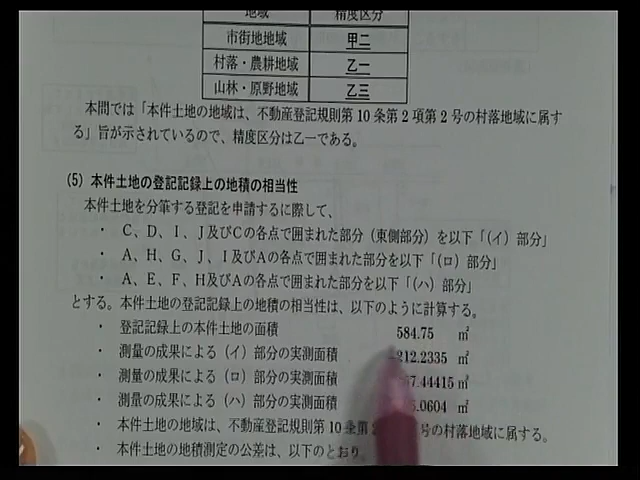 地域　精度区分
市街地地域　甲二
村落・農耕地域　乙一
山林・原野地域　乙三
本問では「本件土地の地域は、不動産登記規則第10条第2項第2号の村落地域に属す
る」旨が示されているので、精度区分は乙一である。
(5) 本件土地の登記記録上の地積の相当性
本件土地を分筆する登記を申請するに際して、
・ C、D、I、J及びCの各点で囲まれた部分（東側部分）を以下「（イ）部分」
・ A、H、G、J、I及びAの各点で囲まれた部分を以下「（ロ）部分」
・ A、E、F、H及びAの各点で囲まれた部分を以下「（ハ）部分」
とする。本件土地の登記記録上の地積の相当性は、以下のように計算する。
・ 登記記録上の本件土地の面積　584.75 ㎡
・ 測量の成果による（イ）部分の実測面積　212.2335 ㎡
・ 測量の成果による（ロ）部分の実測面積　7.44415 ㎡
・ 測量の成果による（ハ）部分の実測面積　.0604 ㎡
・ 本件土地の地域は、不動産登記規則第10条第 号の村落地域に属する。
・ 本件土地の地積測定の公差は、以下のとおり。